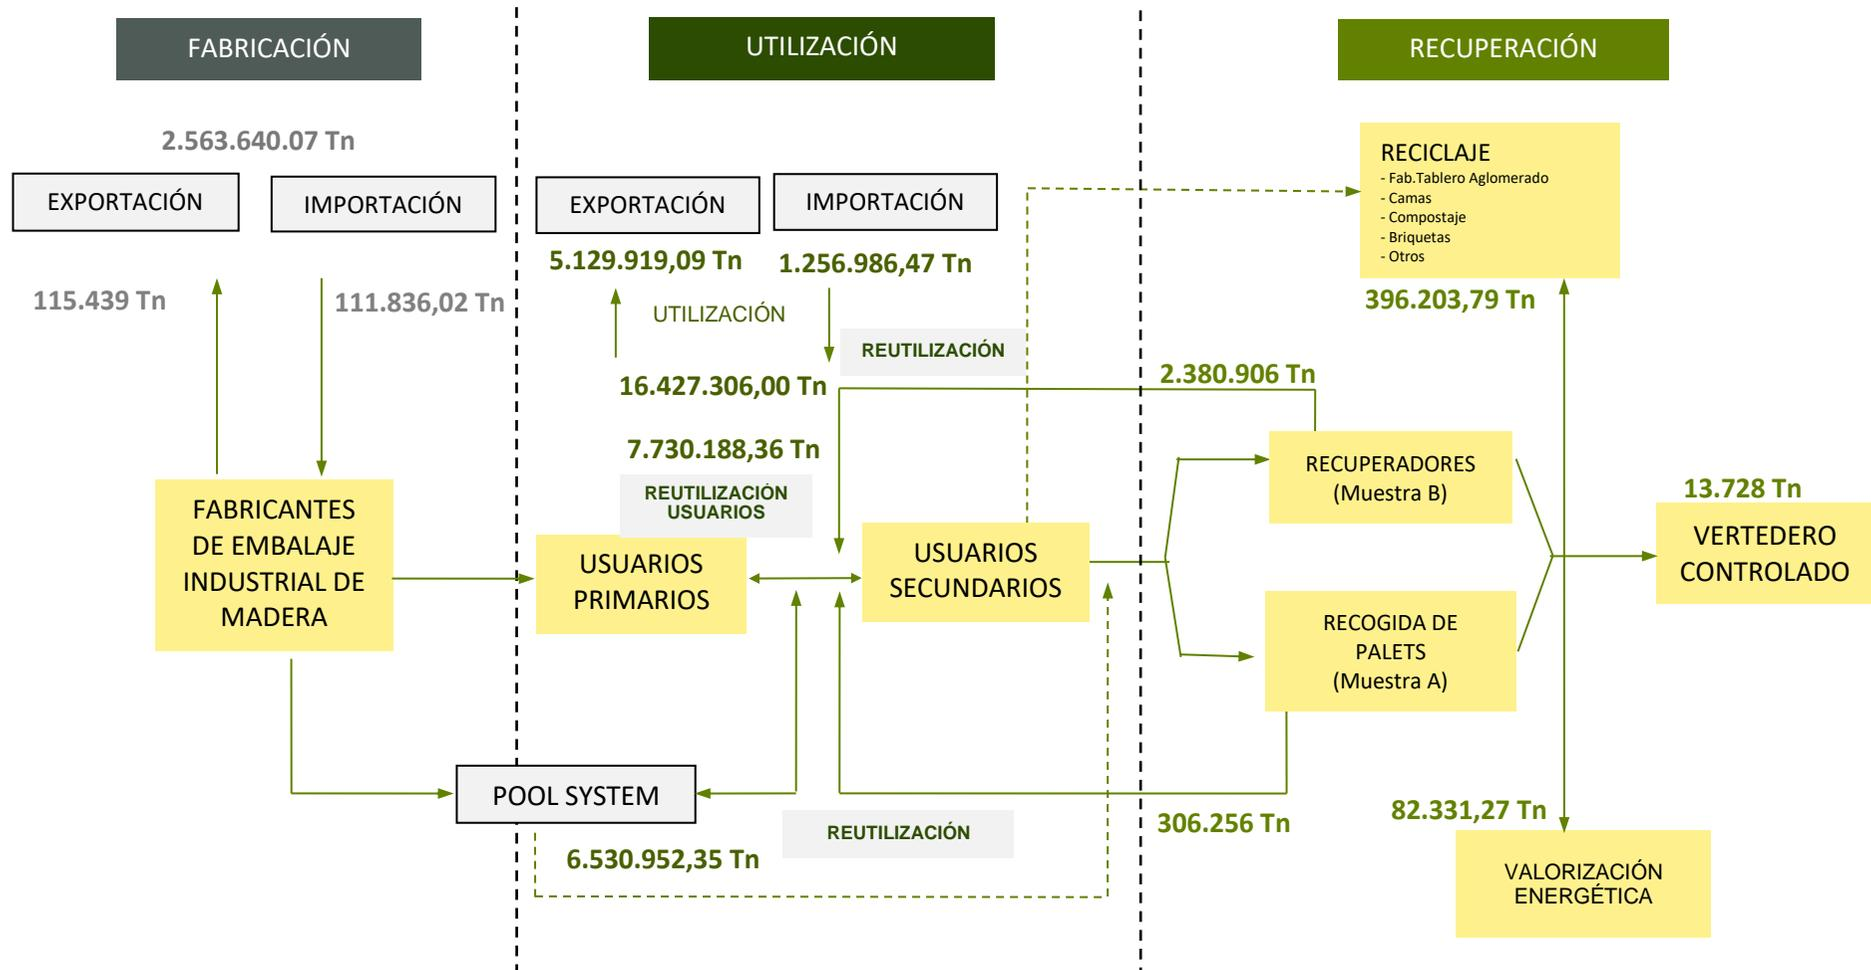 FABRICACIÓN
UTILIZACIÓN
RECUPERACIÓN
2.563.640.07 Tn
EXPORTACIÓN
IMPORTACIÓN
115.439 Tn
111.836,02 Tn
FABRICANTES
DE EMBALAJE
INDUSTRIAL DE
MADERA
EXPORTACIÓN
IMPORTACIÓN
5.129.919,09 Tn
1.256.986,47 Tn
UTILIZACIÓN
REUTILIZACIÓN
16.427.306,00 Tn
7.730.188,36 Tn
REUTILIZACIÓN
USUARIOS
USUARIOS
PRIMARIOS
USUARIOS
SECUNDARIOS
POOL SYSTEM
REUTILIZACIÓN
6.530.952,35 Tn
RECICLAJE
- Fab.Tablero Aglomerado
- Camas
- Compostaje
- Briquetas
- Otros
396.203,79 Tn
2.380.906 Tn
RECUPERADORES
(Muestra B)
13.728 Tn
VERTEDERO
CONTROLADO
RECOGIDA DE
PALETS
(Muestra A)
306.256 Tn
82.331,27 Tn
VALORIZACIÓN
ENERGÉTICA